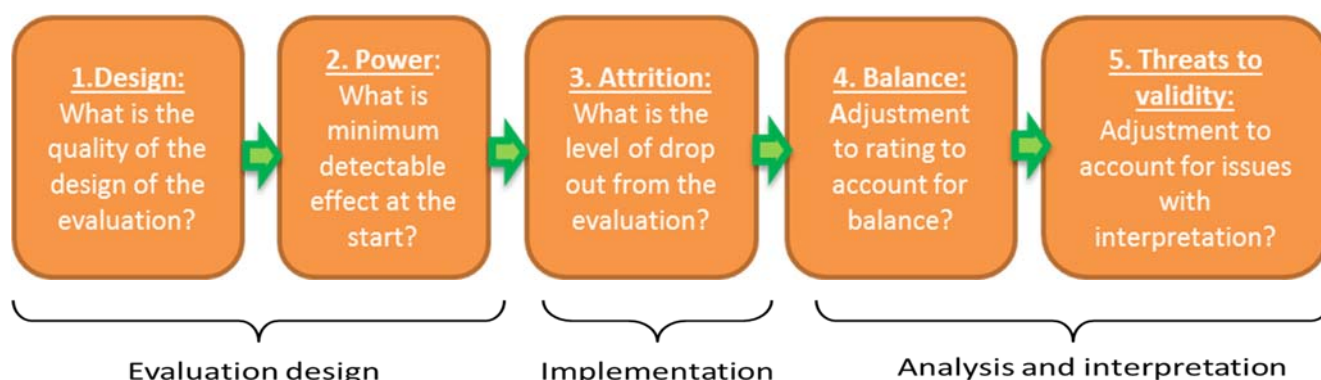 1.Design:
What is the
quality of the
design of the
evaluation?
2. Power:
What is
minimum
detectable
effect at the
start?
3. Attrition:
What is the
level of drop
out from the
evaluation?
4. Balance:
Adjustment
to rating to
account for
balance?
5. Threats to
validity:
Adjustment to
account for issues
with
interpretation?
Evaluation design
Implementation
Analysis and interpretation